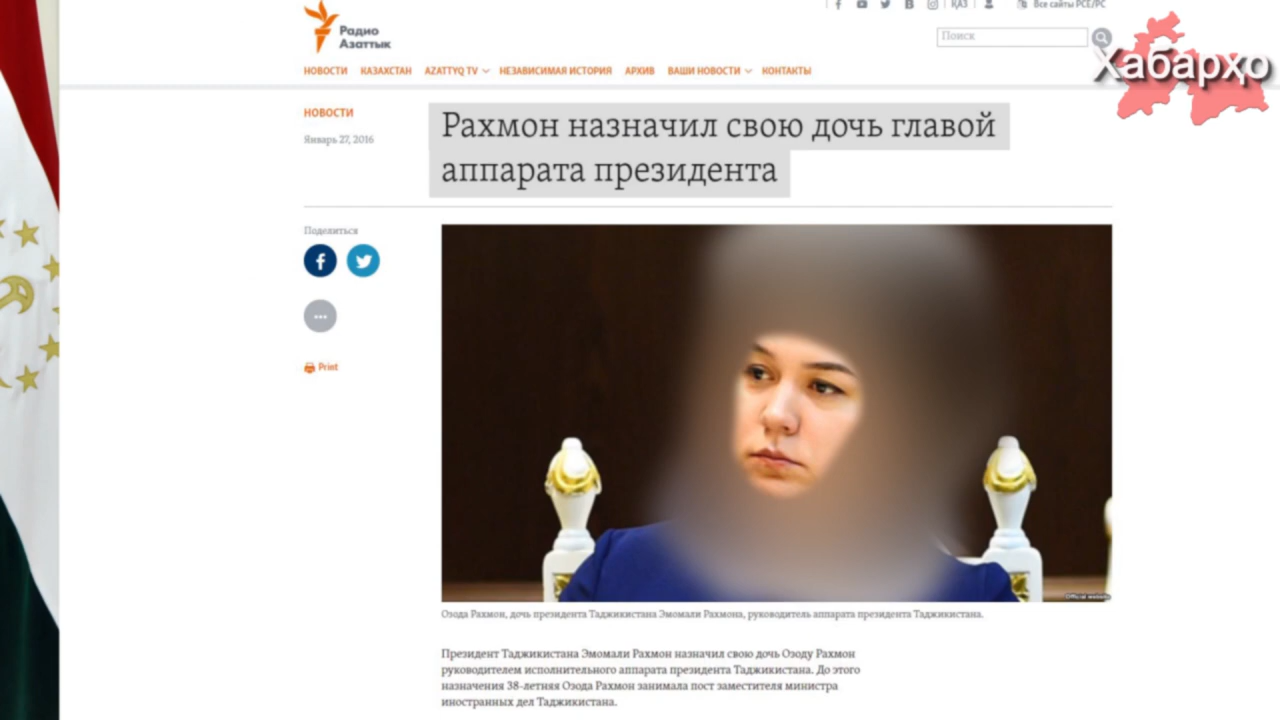 ҚАЗ
Все сайты РСЕ/РС
Радио
Азаттык
Поиск
Хабарҳо
НОВОСТИ КАЗАХСТАН AZATTYQ TV НЕЗАВИСИМАЯ ИСТОРИЯ АРХИВ ВАШИ НОВОСТИ КОНТАКТЫ
НОВОСТИ
Январь 27, 2016
Рахмон назначил свою дочь главой
аппарата президента
Поделиться
Print
Official website
Озода Рахмон, дочь президента Таджикистана Эмомали Рахмона, руководитель аппарата президента Таджикистана.
Президент Таджикистана Эмомали Рахмон назначил свою дочь Озоду Рахмон
руководителем исполнительного аппарата президента Таджикистана. До этого
назначения 38-летняя Озода Рахмон занимала пост заместителя министра
иностранных дел Таджикистана.